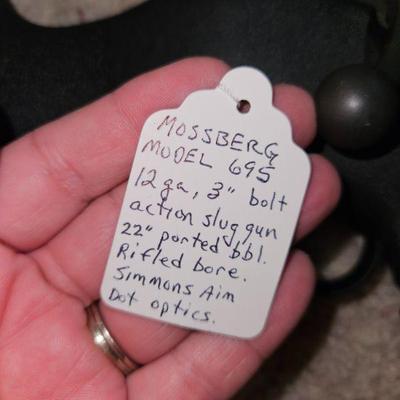 MOSSBERG
MODEL 695
12 ga, 3" bolt
action slug gun
22" ported bbl.
Rifled bore.
Simmons Aim
Dot optics.